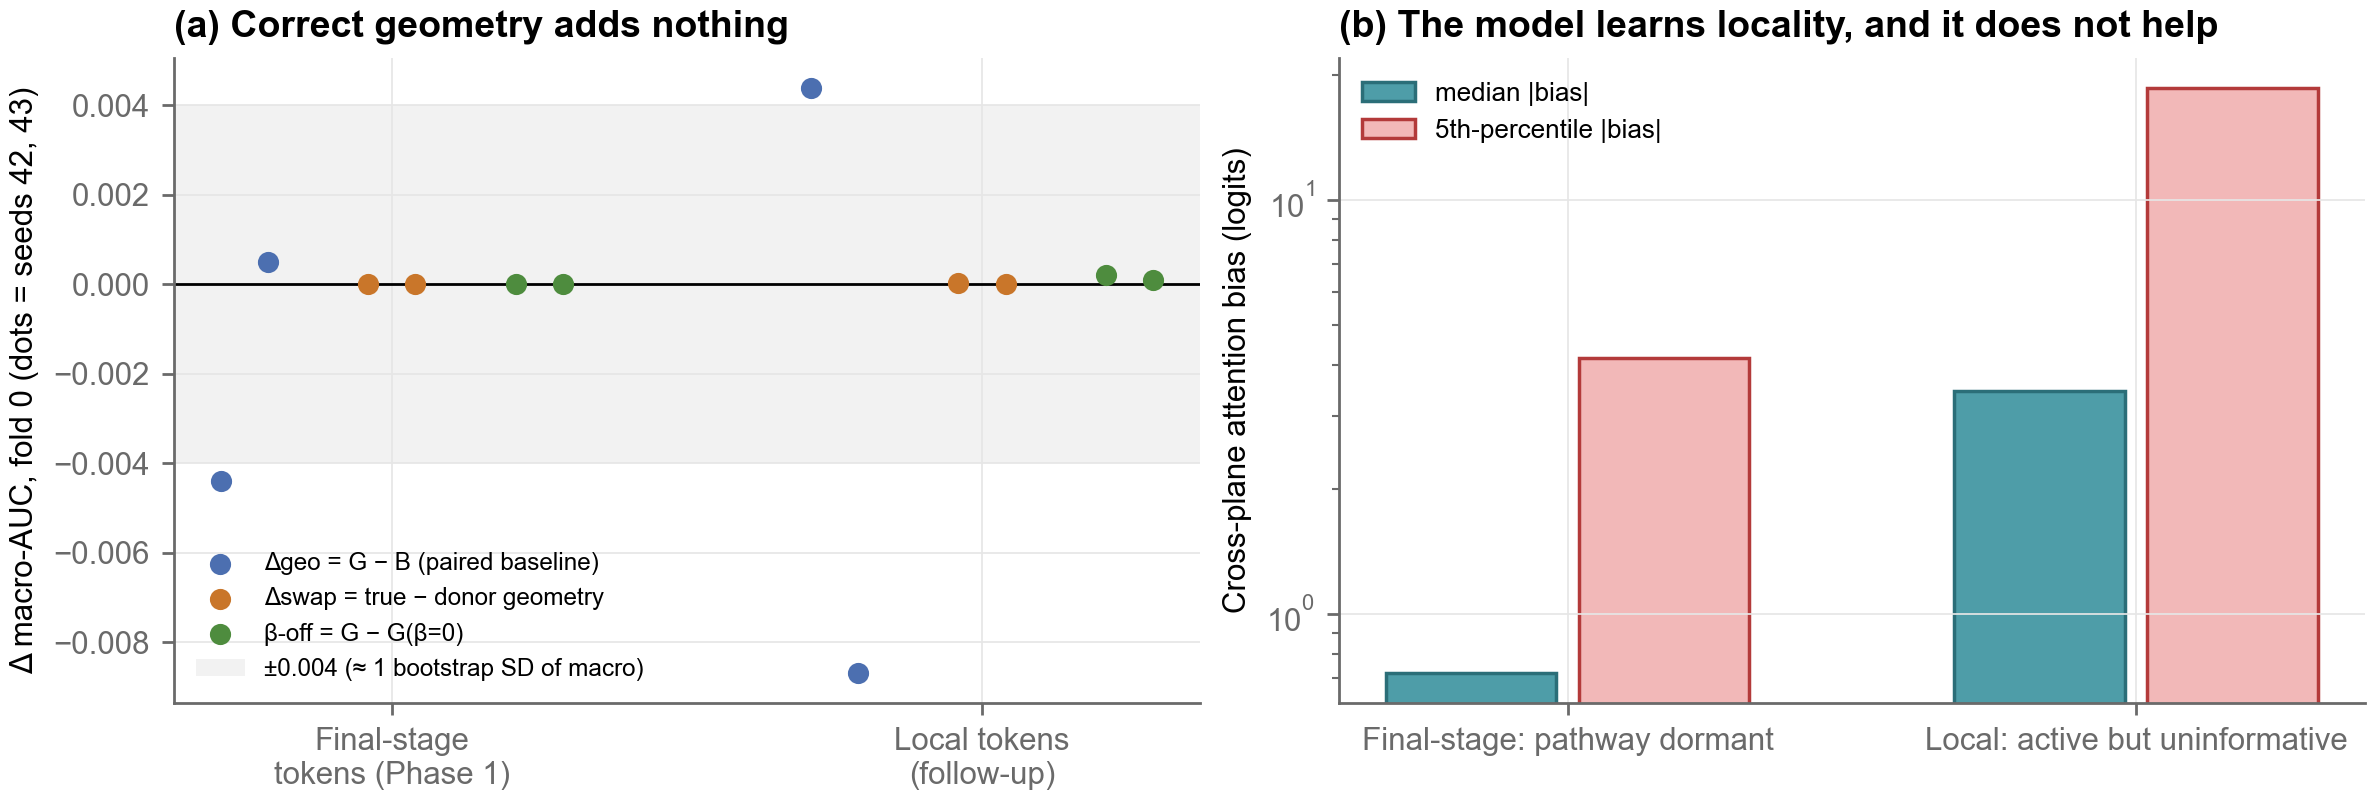 (a) Correct geometry adds nothing
Δ macro-AUC, fold 0 (dots = seeds 42, 43)
0.004
0.002
0.000
−0.002
−0.004
−0.006
−0.008
Δgeo = G − B (paired baseline)
Δswap = true − donor geometry
β-off = G − G(β=0)
±0.004 (≈ 1 bootstrap SD of macro)
Final-stage
tokens (Phase 1)
Local tokens
(follow-up)
(b) The model learns locality, and it does not help
Cross-plane attention bias (logits)
median |bias|
5th-percentile |bias|
10¹
10⁰
Final-stage: pathway dormant
Local: active but uninformative